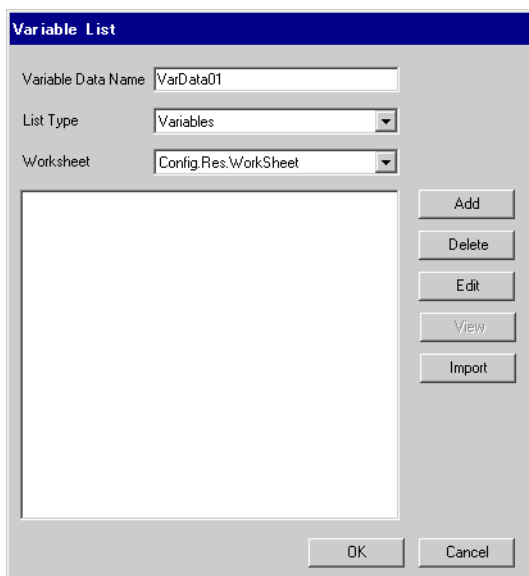 Variable List
Variable Data Name VarData01
List Type Variables
Worksheet Config.Res.WorkSheet
Add
Delete
Edit
View
Import
OK Cancel